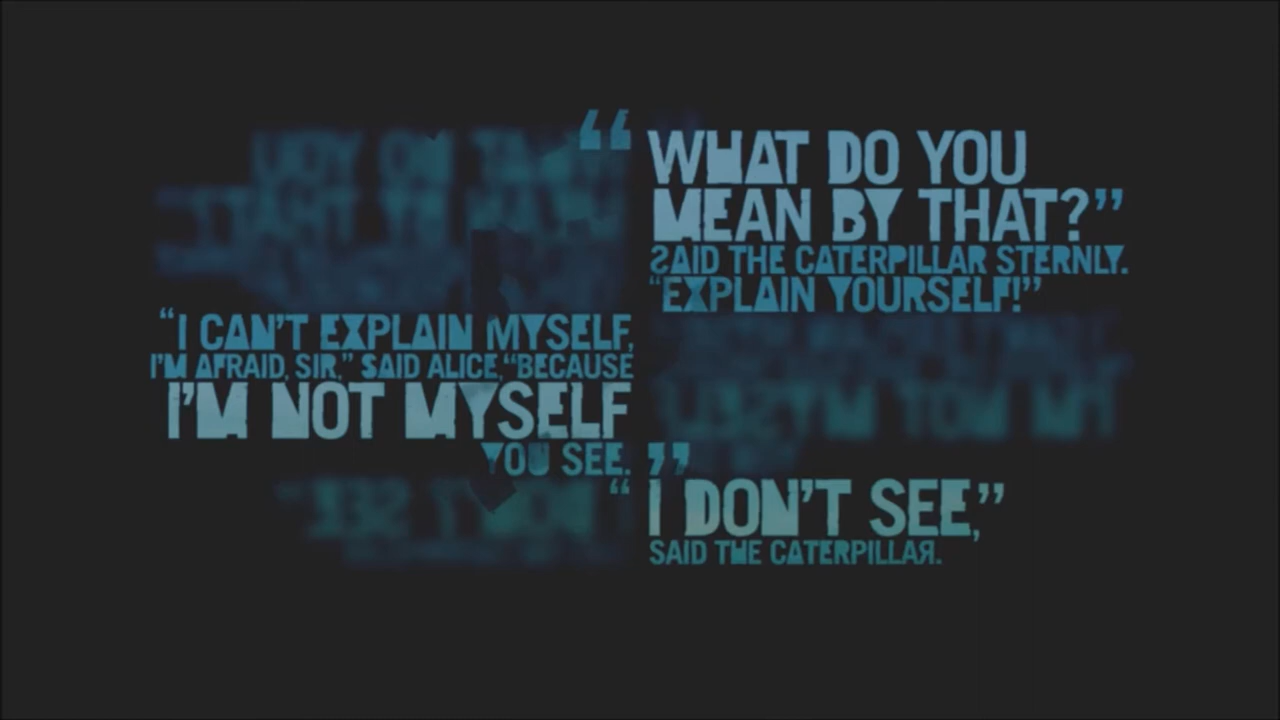 “WHAT DO YOU
MEAN BY THAT?”
SAID THE CATERPILLAR STERNLY.
“EXPLAIN YOURSELF!”
“I CAN’T EXPLAIN MYSELF,
I’M AFRAID, SIR,” SAID ALICE,“BECAUSE
I’M NOT MYSELF
YOU SEE.”
“I DON’T SEE,”
SAID THE CATERPILLAR.